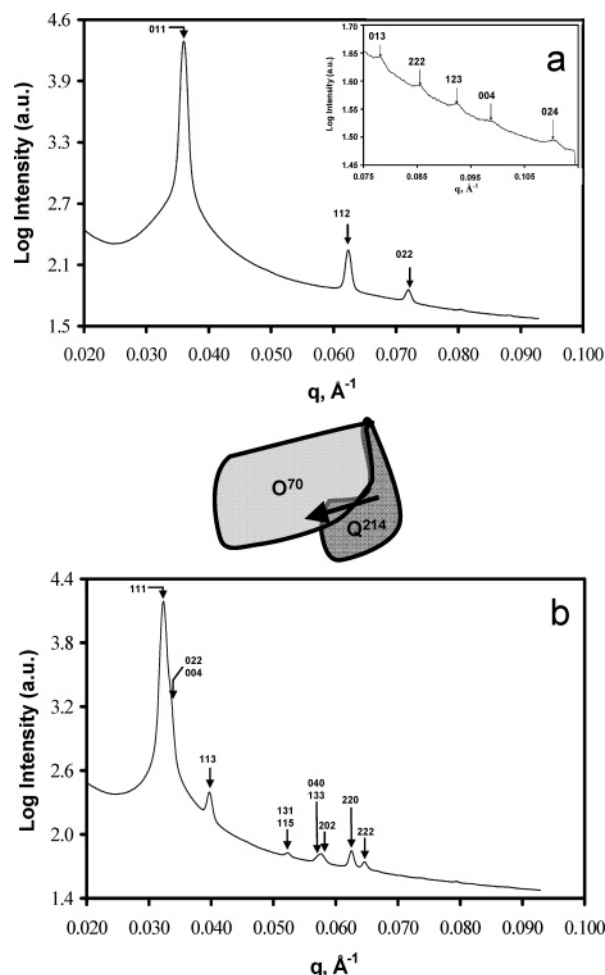 4.6
3.9
3.3
2.7
2.1
1.5
Log Intensity (a.u.)
011
112
022
0.020 0.030 0.040 0.050 0.060 0.070 0.080 0.090 0.100
q, Å⁻¹
a
1.70
1.65
1.60
1.55
1.50
1.45
Log Intensity (a.u.)
013
222
123
004
024
0.075 0.085 0.095 0.105
q, Å⁻¹
O⁷⁰
Q²¹⁴
b
4.4
3.8
3.2
2.6
2.0
1.4
Log Intensity (a.u.)
111
022
004
113
131
115
040
133
202
220
222
0.020 0.030 0.040 0.050 0.060 0.070 0.080 0.090 0.100
q, Å⁻¹